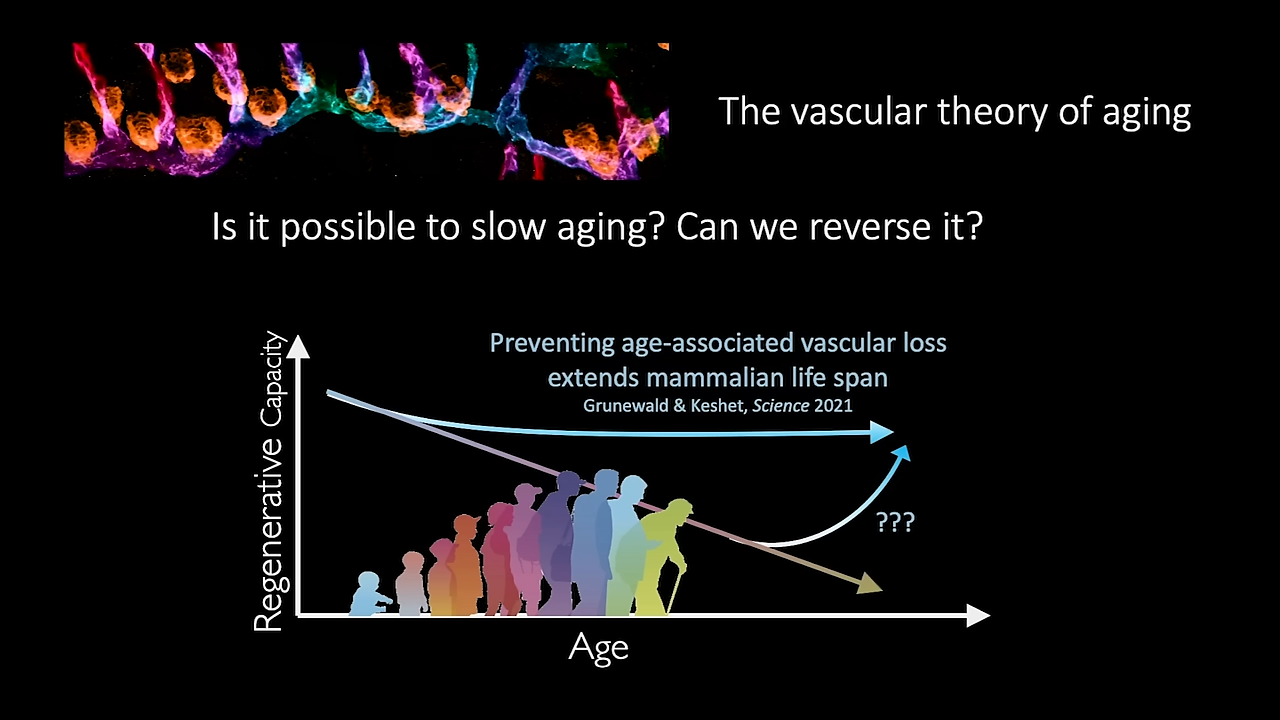 The vascular theory of aging
Is it possible to slow aging? Can we reverse it?
Regenerative Capacity
Preventing age-associated vascular loss
extends mammalian life span
Grunewald & Keshet, Science 2021
???
Age